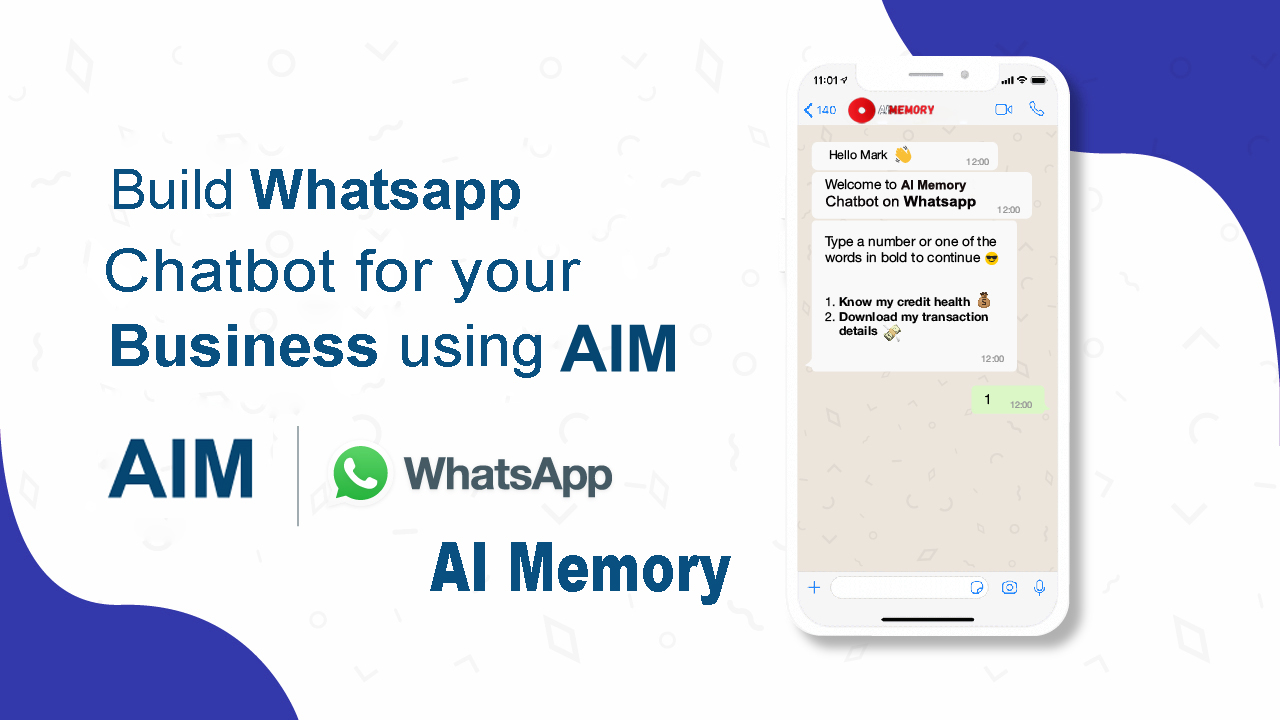 Build Whatsapp
Chatbot for your
Business using AIM
AIM
WhatsApp
AI Memory
11:01
140
AIMEMORY
Hello Mark 👋
12:00
Welcome to AI Memory
Chatbot on Whatsapp
12:00
Type a number or one of the
words in bold to continue 😎
1. Know my credit health 💰
2. Download my transaction
details 💸
12:00
1
12:00